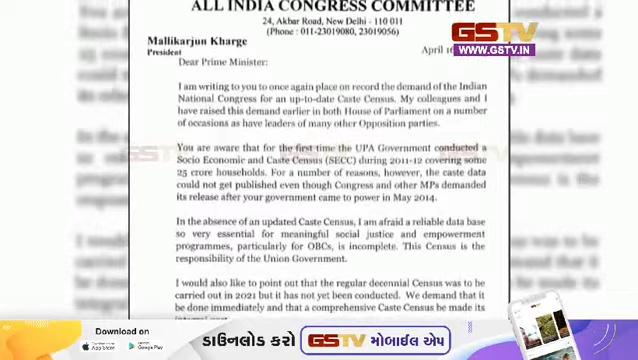 ALL INDIA CONGRESS COMMITTEE
24, Akbar Road, New Delhi - 110 011
(Phone : 011-23019080, 23019056)
GSTV
WWW.GSTV.IN
Mallikarjun Kharge
President
April 16
Dear Prime Minister:
I am writing to you to once again place on record the demand of the Indian
National Congress for an up-to-date Caste Census. My colleagues and I
have raised this demand earlier in both House of Parliament on a number
of occasions as have leaders of many other Opposition parties.
You are aware that for the first time the UPA Government conducted a
Socio Economic and Caste Census (SECC) during 2011-12 covering some
25 crore households. For a number of reasons, however, the caste data
could not get published even though Congress and other MPs demanded
its release after your government came to power in May 2014.
In the absence of an updated Caste Census, I am afraid a reliable data base
so very essential for meaningful social justice and empowerment
programmes, particularly for OBCs, is incomplete. This Census is the
responsibility of the Union Government.
I would also like to point out that the regular decennial Census was to be
carried out in 2021 but it has not yet been conducted. We demand that it
be done immediately and that a comprehensive Caste Census be made its
Download on
App Store
Google Play
ડાઉનલોડ કરો GSTV મોબાઈલ એપ